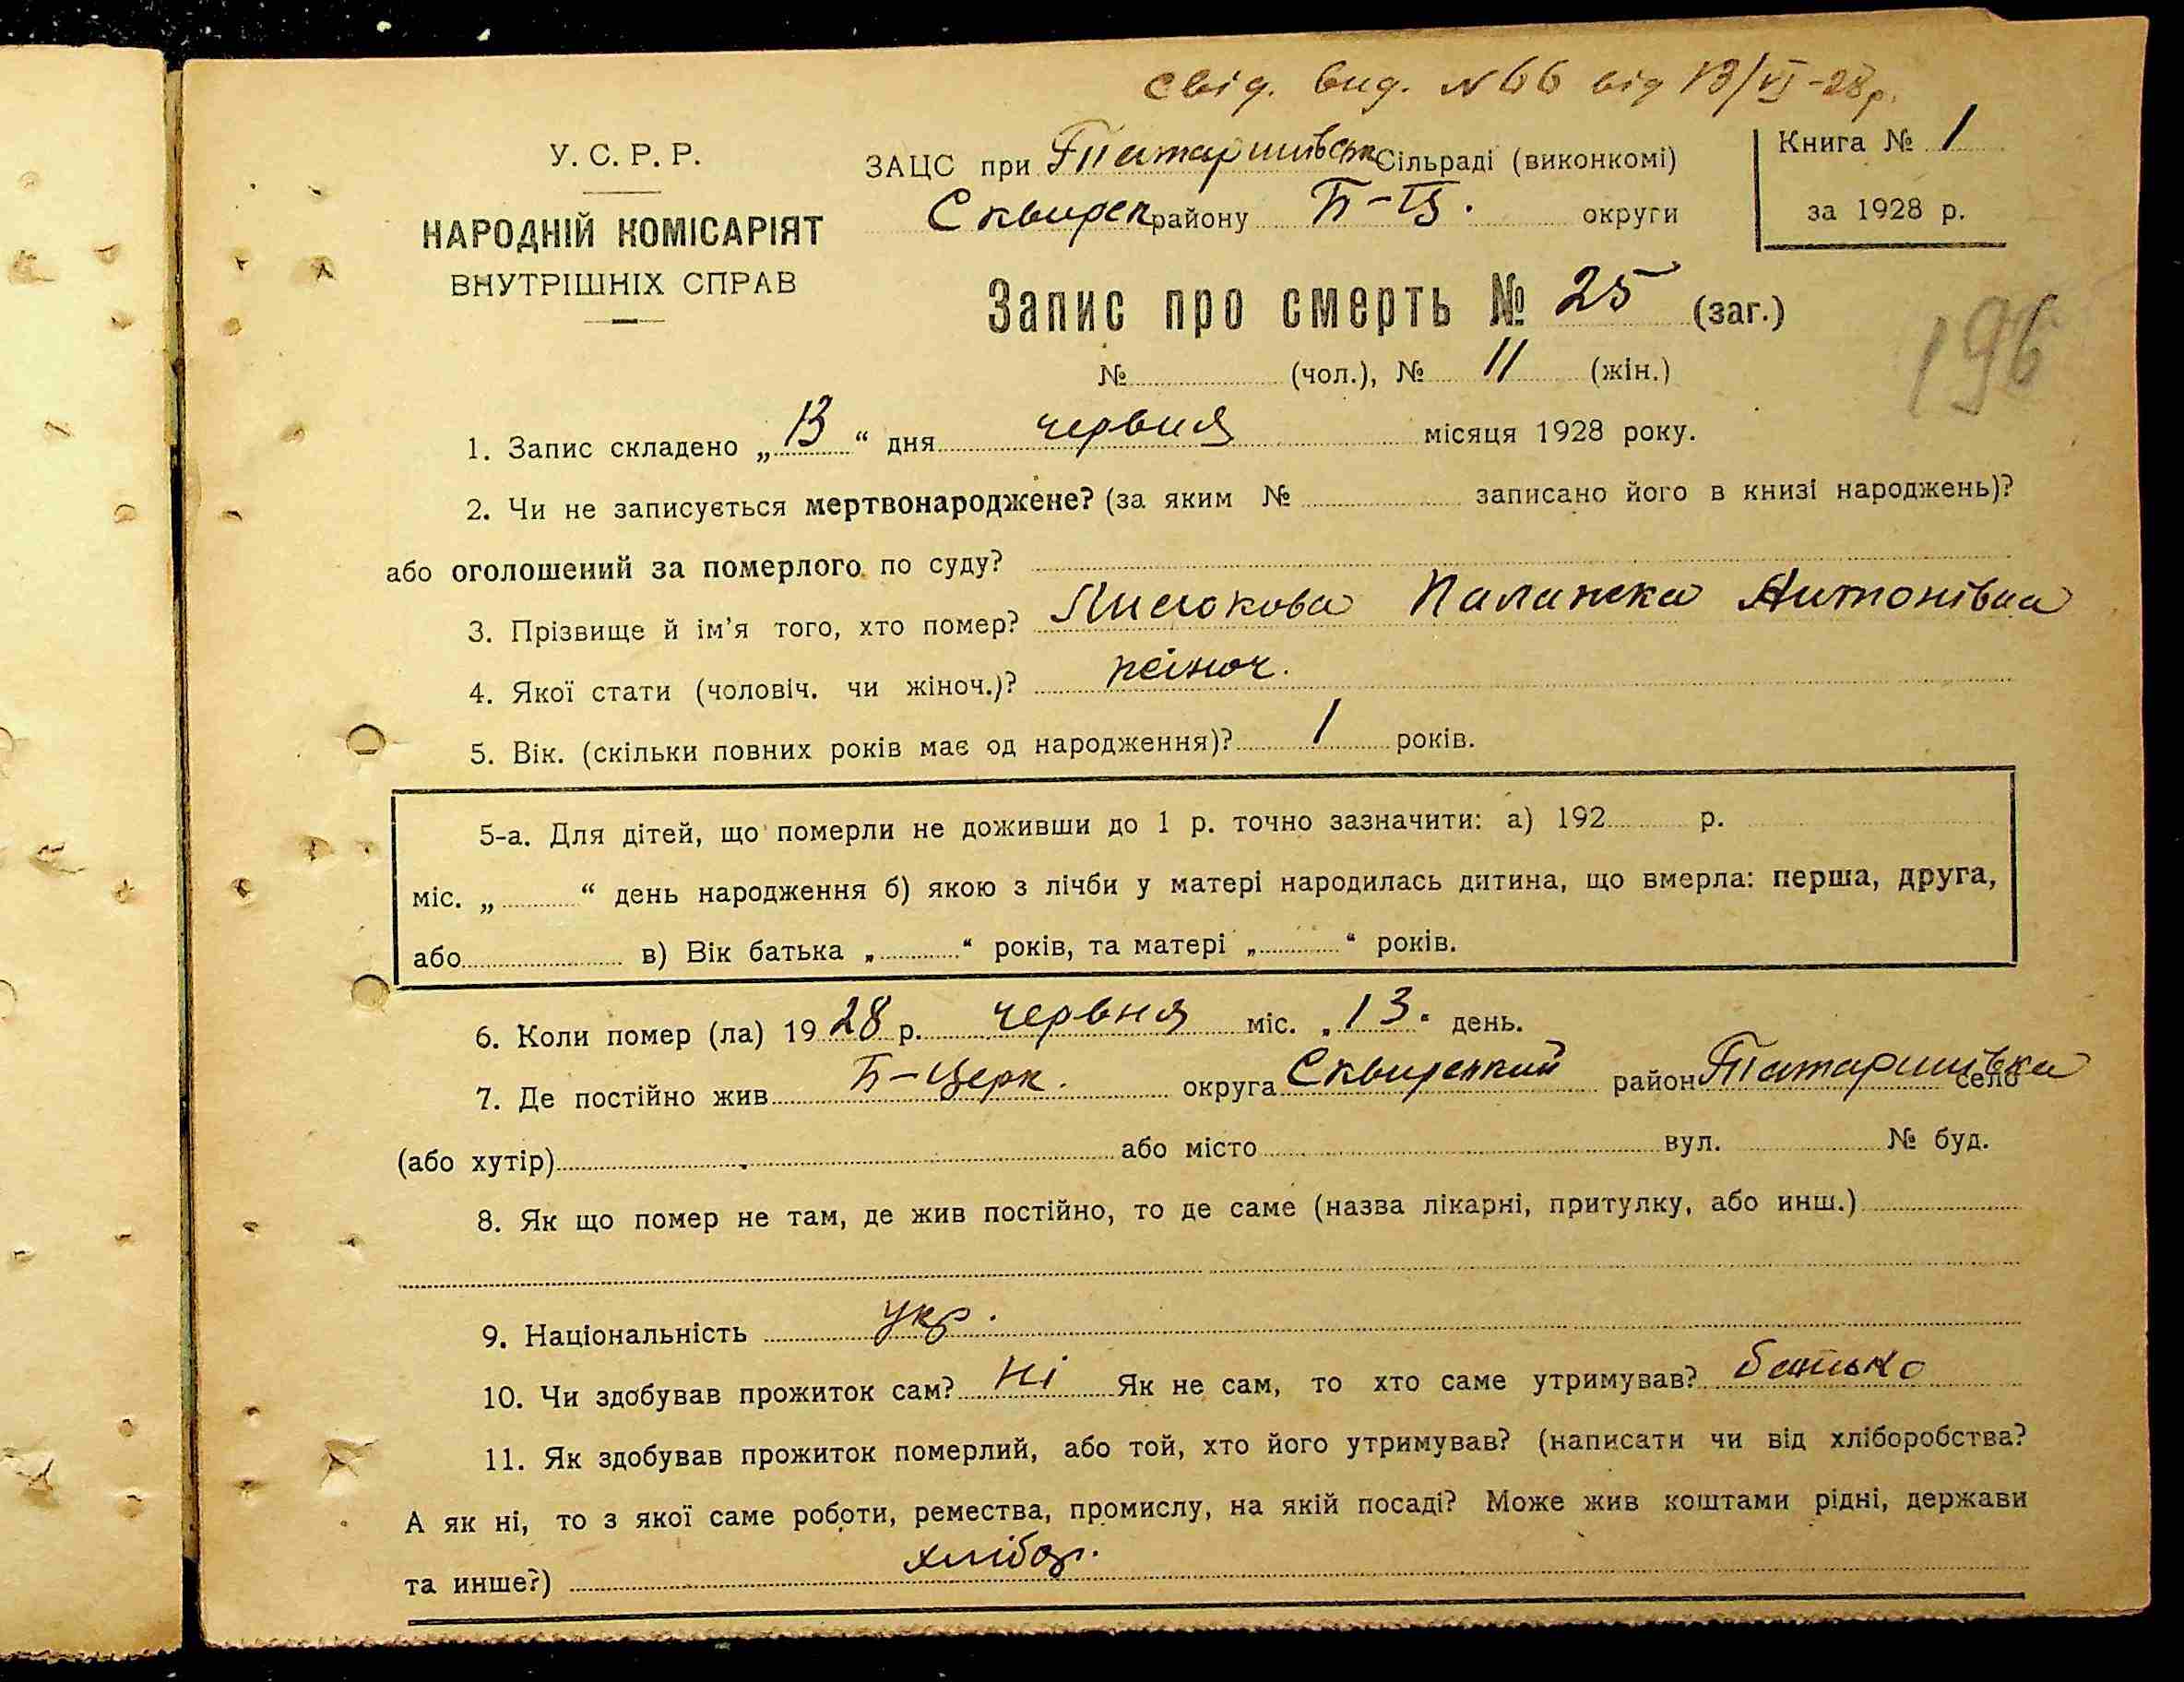 свід. вид. №66 від 13/VI-28р.
У. С. Р. Р.
НАРОДНІЙ КОМІСАРІЯТ
ВНУТРІШНІХ СПРАВ
ЗАЦС при Татаришівськ Сільраді (виконкомі)
Сквирськ району Б-Ц. округи
Книга № 1
за 1928 р.
Запис про смерть № 25 (заг.)
№ (чол.), № 11 (жін.)
196
1. Запис складено „13“ дня червня місяця 1928 року.
2. Чи не записується мертвонароджене? (за яким № записано його в книзі народжень)?
або оголошений за померлого по суду?
3. Прізвище й ім’я того, хто помер? Палажка Антонівна
4. Якої стати (чоловіч. чи жіноч.)? жіноч.
5. Вік. (скільки повних років має од народження)? 1 років.
5-а. Для дітей, що померли не доживши до 1 р. точно зазначити: а) 192 р.
міс. „ “ день народження б) якою з лічби у матері народилась дитина, що вмерла: перша, друга,
або в) Вік батька „ “ років, та матері „ “ років.
6. Коли помер (ла) 1928 р. червня міс. „13“ день.
7. Де постійно жив Б-Церк. округа Сквирський район Татаришівка село
(або хутір) або місто вул. № буд.
8. Як що помер не там, де жив постійно, то де саме (назва лікарні, притулку, або инш.)
9. Національність укр.
10. Чи здобував прожиток сам? Ні Як не сам, то хто саме утримував? батько
11. Як здобував прожиток померлий, або той, хто його утримував? (написати чи від хліборобства?
А як ні, то з якої саме роботи, ремества, промислу, на якій посаді? Може жив коштами рідні, держави
та инше?) хлібор.